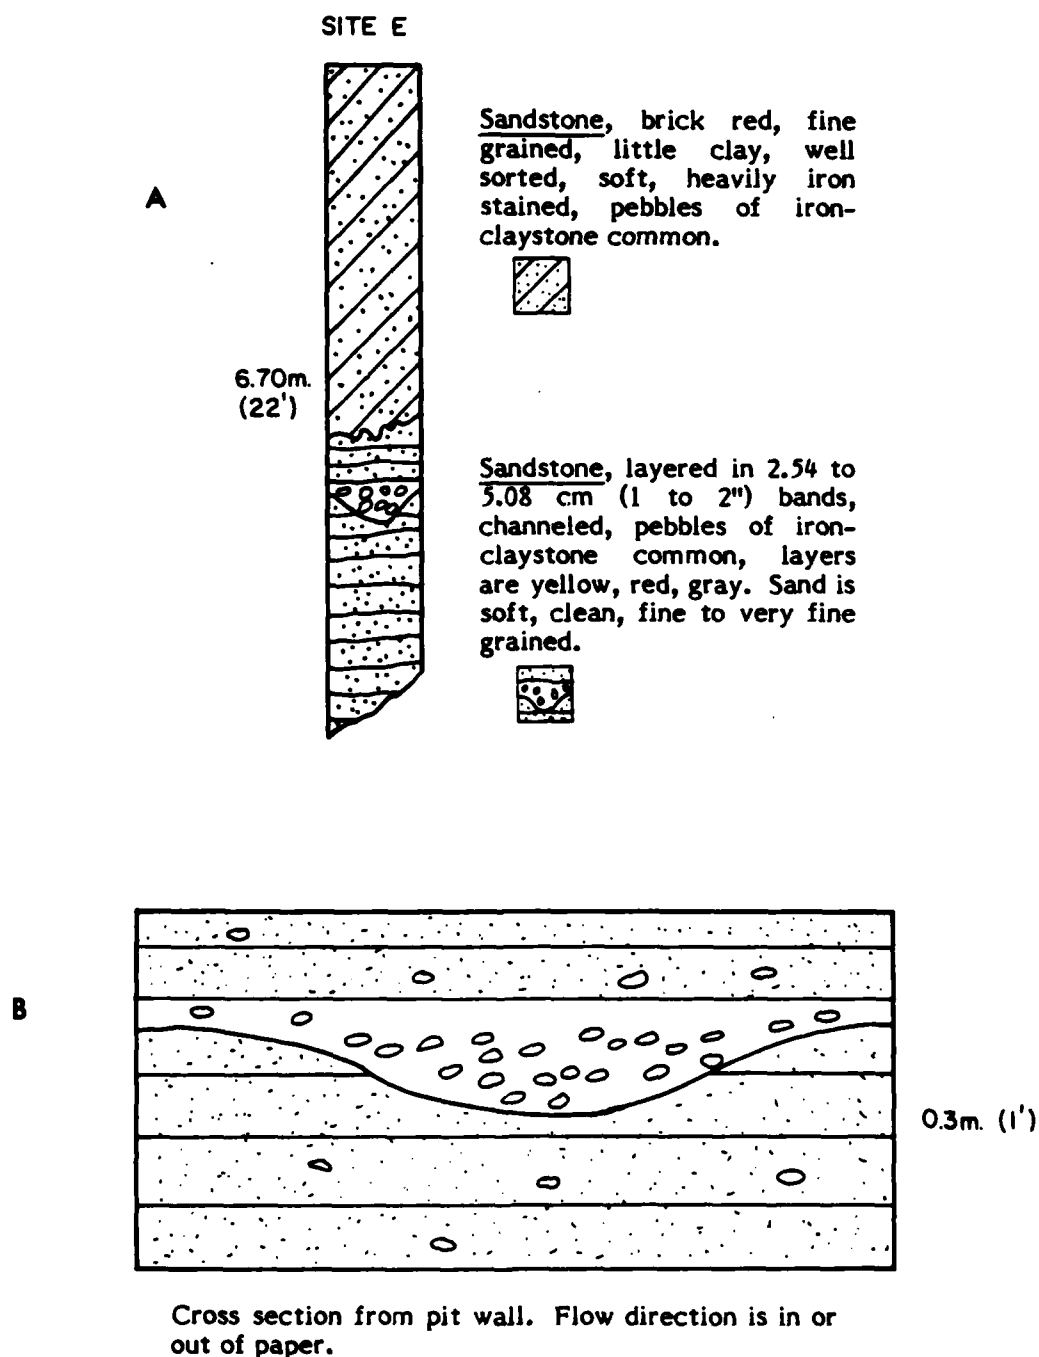 SITE E
A
Sandstone, brick red, fine
grained, little clay, well
sorted, soft, heavily iron
stained, pebbles of iron-
claystone common.
6.70m.
(22')
Sandstone, layered in 2.54 to
5.08 cm (1 to 2") bands,
channeled, pebbles of iron-
claystone common, layers
are yellow, red, gray. Sand is
soft, clean, fine to very fine
grained.
B
0.3m. (1')
Cross section from pit wall. Flow direction is in or
out of paper.